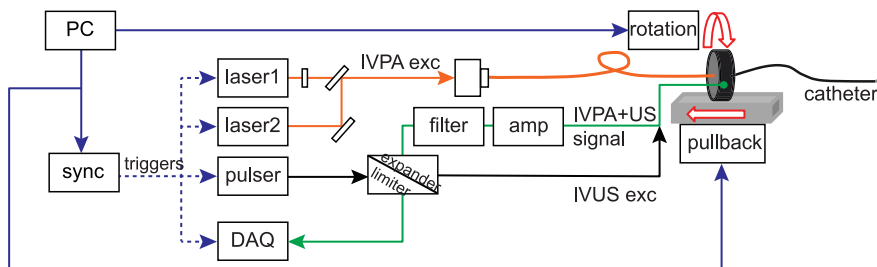 PC
rotation
laser1
IVPA exc
laser2
catheter
filter
amp
IVPA+US
signal
pullback
sync
triggers
pulser
expander
limiter
IVUS exc
DAQ